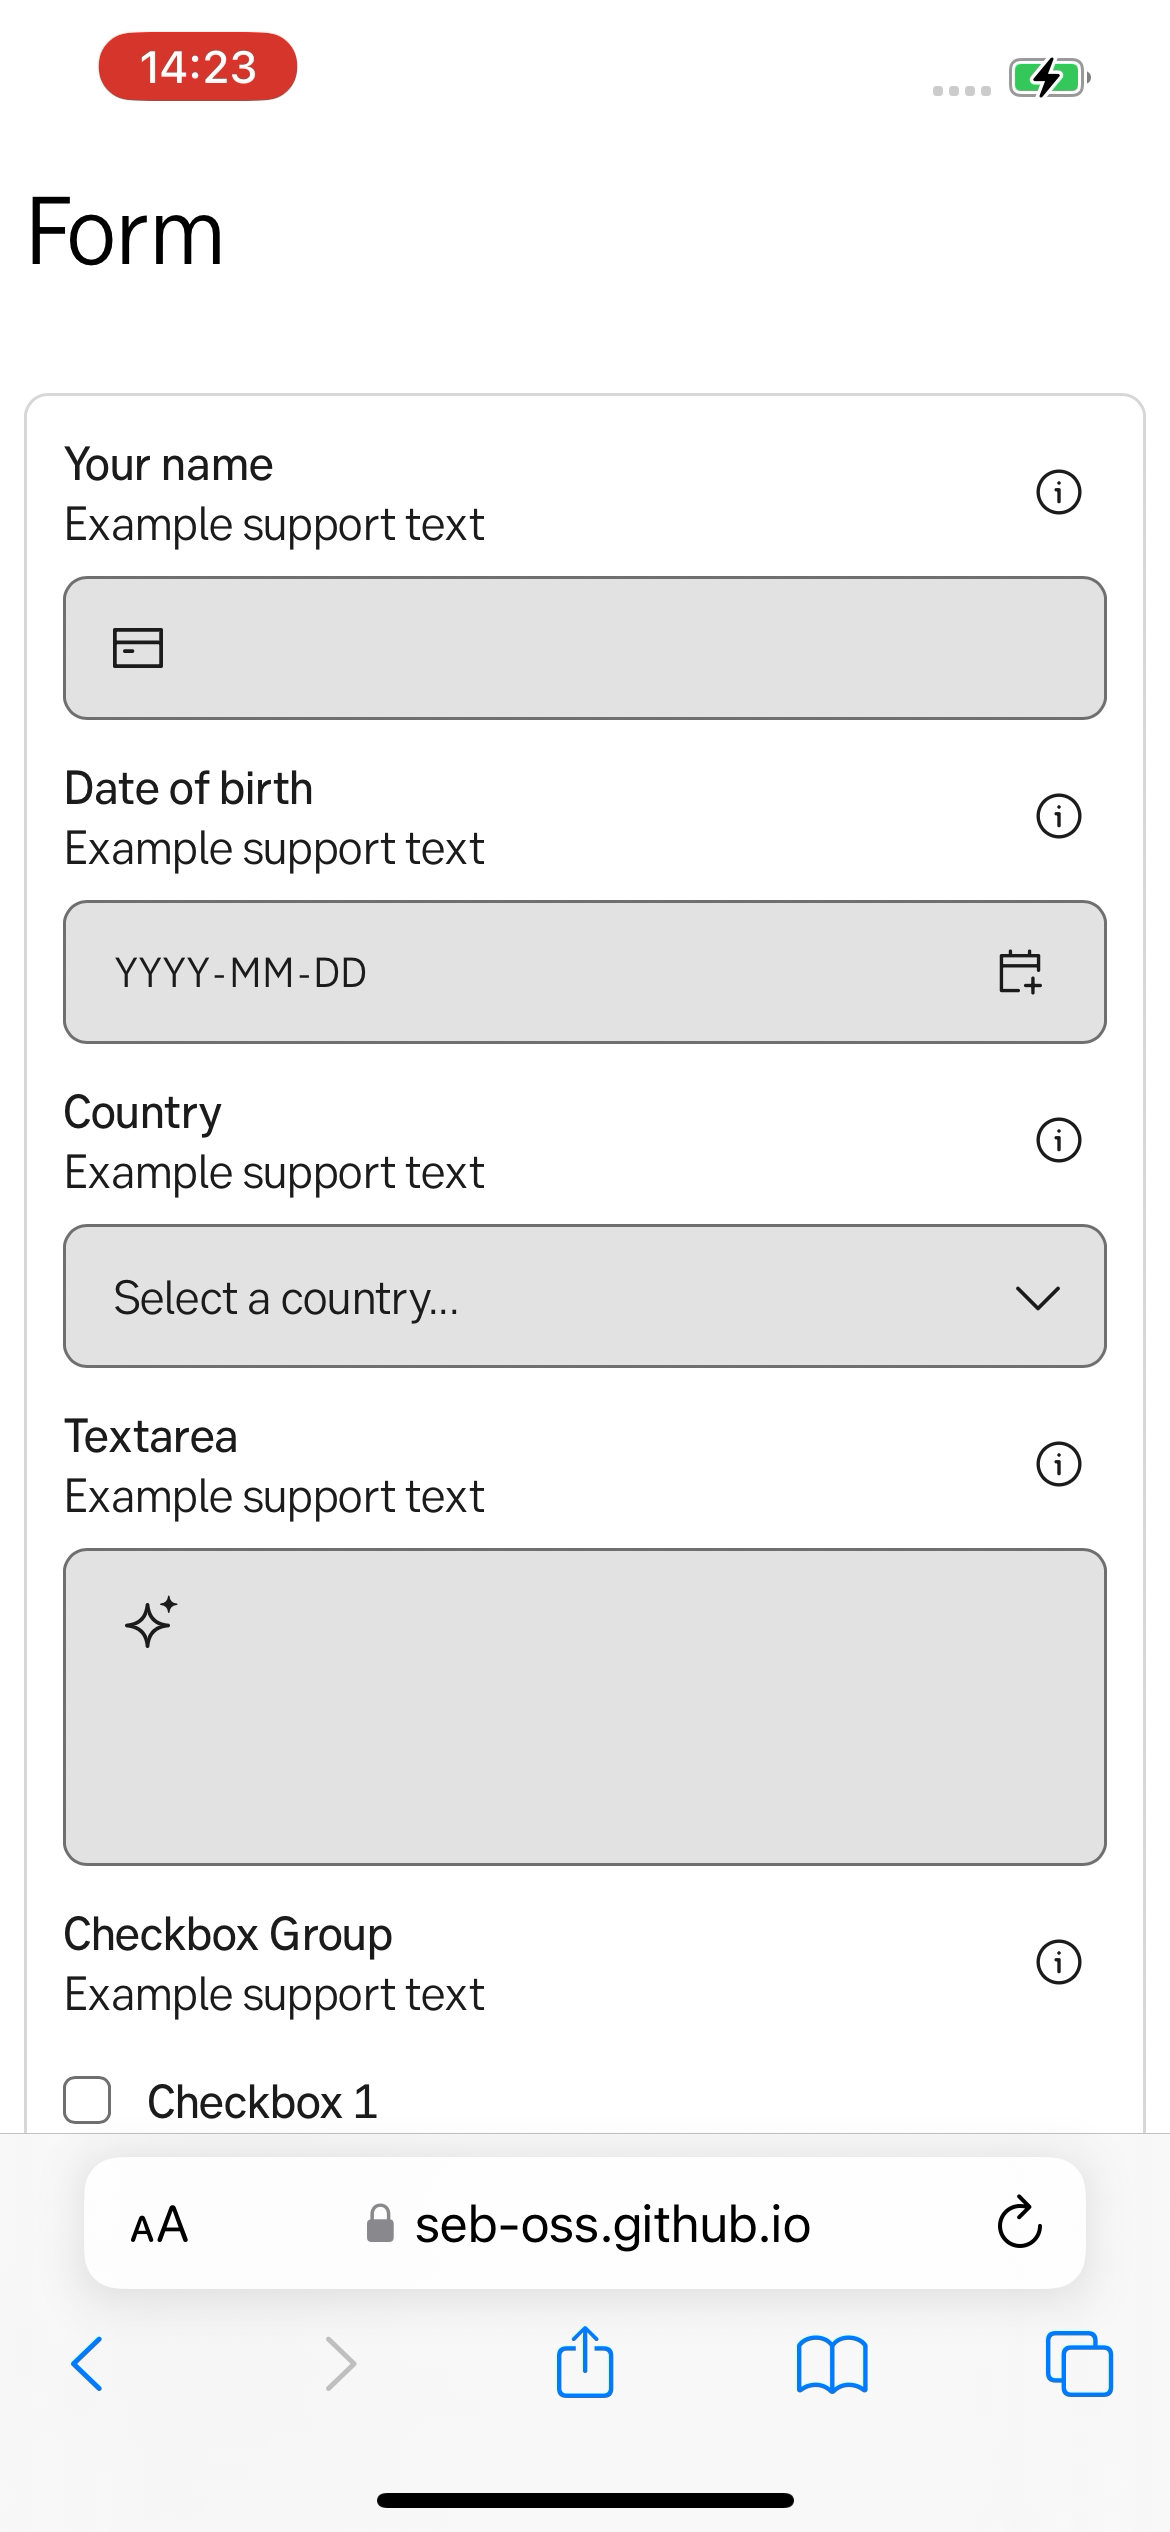 14:23
Form
Your name
Example support text
Date of birth
Example support text
YYYY-MM-DD
Country
Example support text
Select a country...
Textarea
Example support text
Checkbox Group
Example support text
Checkbox 1
AA
seb-oss.github.io